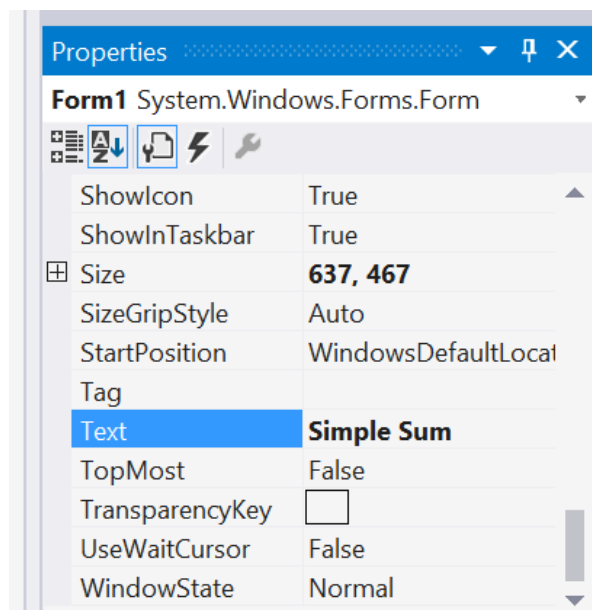 Properties
Form1 System.Windows.Forms.Form
ShowIcon True
ShowInTaskbar True
Size 637, 467
SizeGripStyle Auto
StartPosition WindowsDefaultLocat
Tag
Text Simple Sum
TopMost False
TransparencyKey
UseWaitCursor False
WindowState Normal